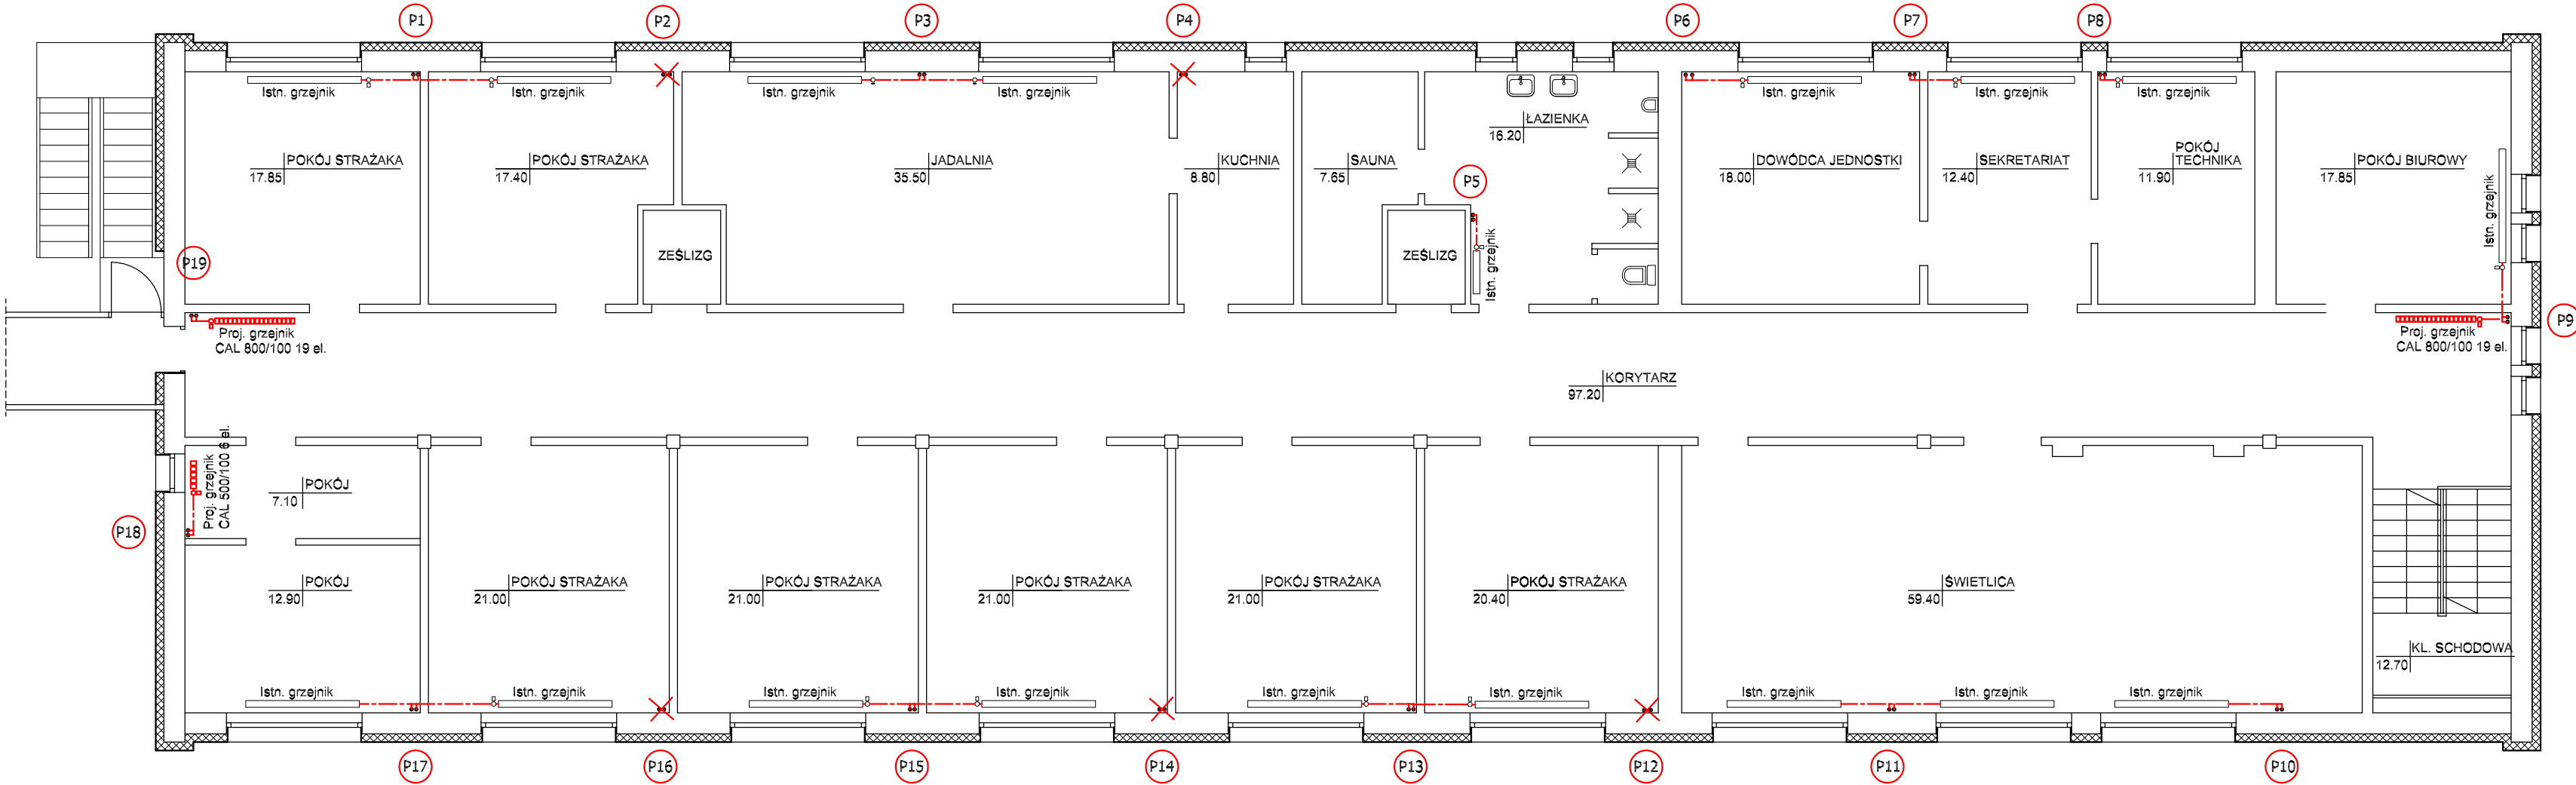 P1
P2
P3
P4
P6
P7
P8
Istn. grzejnik
Istn. grzejnik
Istn. grzejnik
Istn. grzejnik
Istn. grzejnik
Istn. grzejnik
Istn. grzejnik
ŁAZIENKA
16.20
POKÓJ STRAŻAKA
17.85
POKÓJ STRAŻAKA
17.40
JADALNIA
35.50
KUCHNIA
8.80
SAUNA
7.65
P5
DOWÓDCA JEDNOSTKI
18.00
SEKRETARIAT
12.40
POKÓJ
TECHNIKA
11.90
POKÓJ BIUROWY
17.85
Istn. grzejnik
P19
ZEŚLIZG
ZEŚLIZG
Istn. grzejnik
Proj. grzejnik
CAL 800/100 19 el.
Proj. grzejnik
CAL 800/100 19 el.
P9
KORYTARZ
97.20
Proj. grzejnik
CAL 500/100 6 el.
POKÓJ
7.10
P18
POKÓJ
12.90
POKÓJ STRAŻAKA
21.00
POKÓJ STRAŻAKA
21.00
POKÓJ STRAŻAKA
21.00
POKÓJ STRAŻAKA
21.00
POKÓJ STRAŻAKA
20.40
ŚWIETLICA
59.40
KL. SCHODOWA
12.70
Istn. grzejnik
Istn. grzejnik
Istn. grzejnik
Istn. grzejnik
Istn. grzejnik
Istn. grzejnik
Istn. grzejnik
Istn. grzejnik
Istn. grzejnik
P17
P16
P15
P14
P13
P12
P11
P10